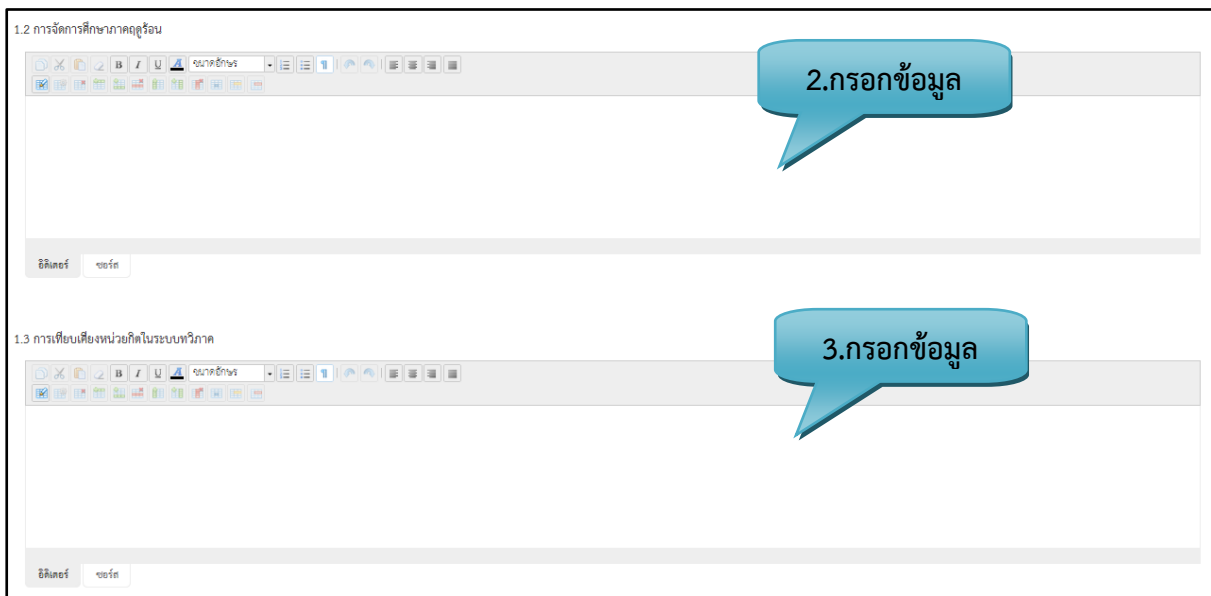 1.2 การจัดการศึกษาภาคฤดูร้อน
B I U A ขนาดอักษร
2.กรอกข้อมูล
อีดิเตอร์ ซอร์ส
1.3 การเทียบเคียงหน่วยกิตในระบบทวิภาค
B I U A ขนาดอักษร
3.กรอกข้อมูล
อีดิเตอร์ ซอร์ส